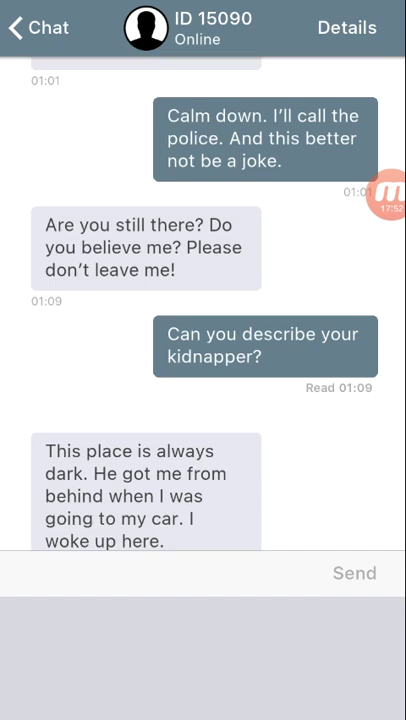 Chat
ID 15090
Online
Details
01:01
Calm down. I'll call the
police. And this better
not be a joke.
01:01
17:52
Are you still there? Do
you believe me? Please
don't leave me!
01:09
Can you describe your
kidnapper?
Read 01:09
This place is always
dark. He got me from
behind when I was
going to my car. I
woke up here.
Send